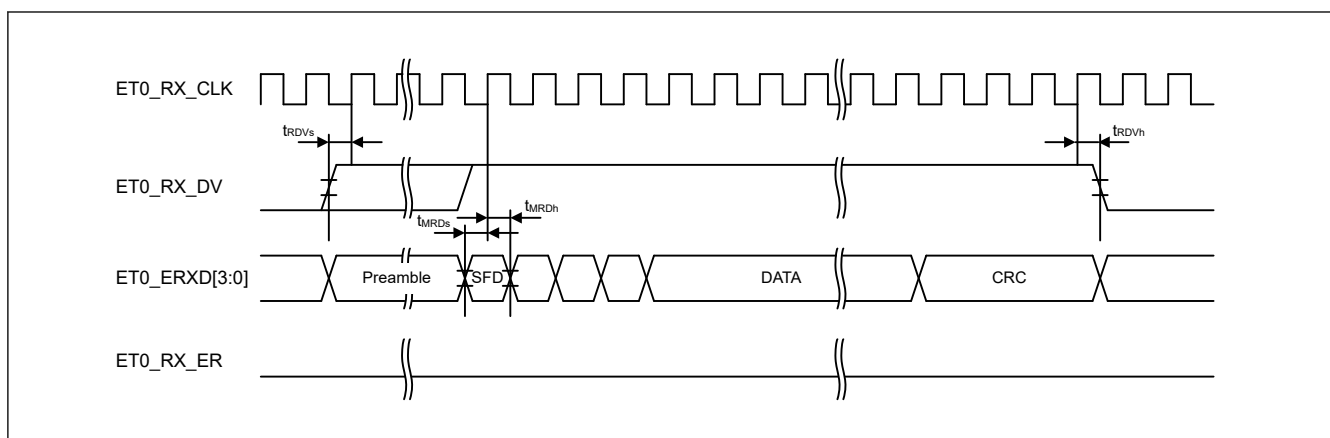 ET0_RX_CLK
tRDVs
tRDVh
ET0_RX_DV
tMRDh
tMRDs
ET0_ERXD[3:0]
Preamble
SFD
DATA
CRC
ET0_RX_ER